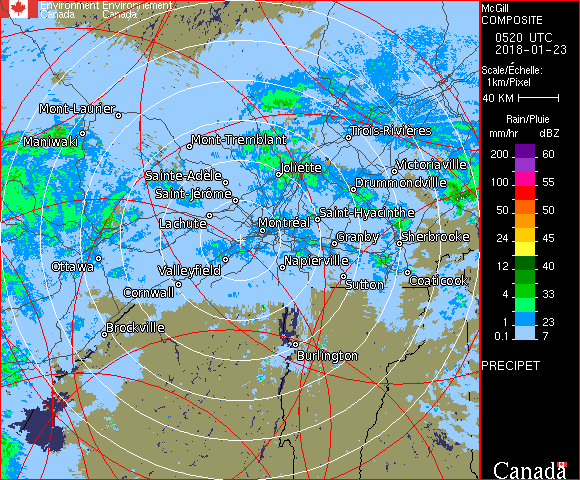 Environment Environnement
Canada Canada
McGill
COMPOSITE
0520 UTC
2018-01-23
Scale/Échelle:
1km/Pixel
40 KM
Rain/Pluie
mm/hr dBZ
200 60
100 55
50 50
24 45
12 40
4 33
1 23
0.1 7
PRECIPET
Canada
Mont-Laurier
Maniwaki
Mont-Tremblant
Trois-Rivières
Joliette
Victoriaville
Sainte-Adèle
Drummondville
Saint-Jérôme
Saint-Hyacinthe
Lachute
Montréal
Granby
Sherbrooke
Ottawa
Valleyfield
Napierville
Coaticook
Cornwall
Sutton
Brockville
Burlington